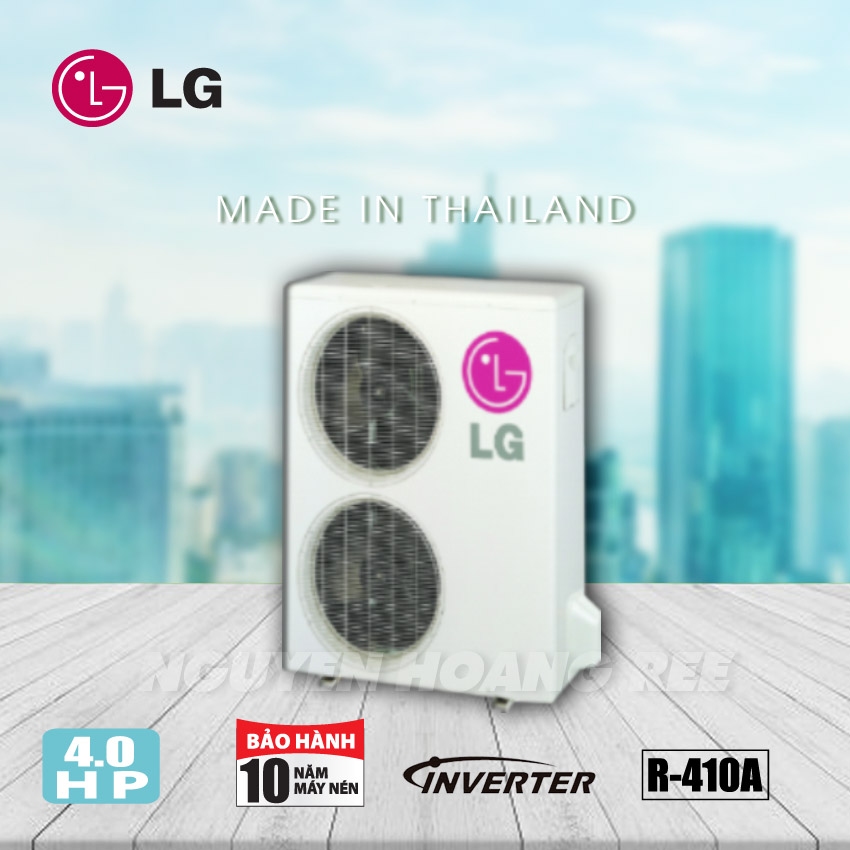 LG
MADE IN THAILAND
LG
NGUYEN HOANG REE
4.0
HP
BẢO HÀNH
10 NĂM
MÁY NÉN
INVERTER
R-410A